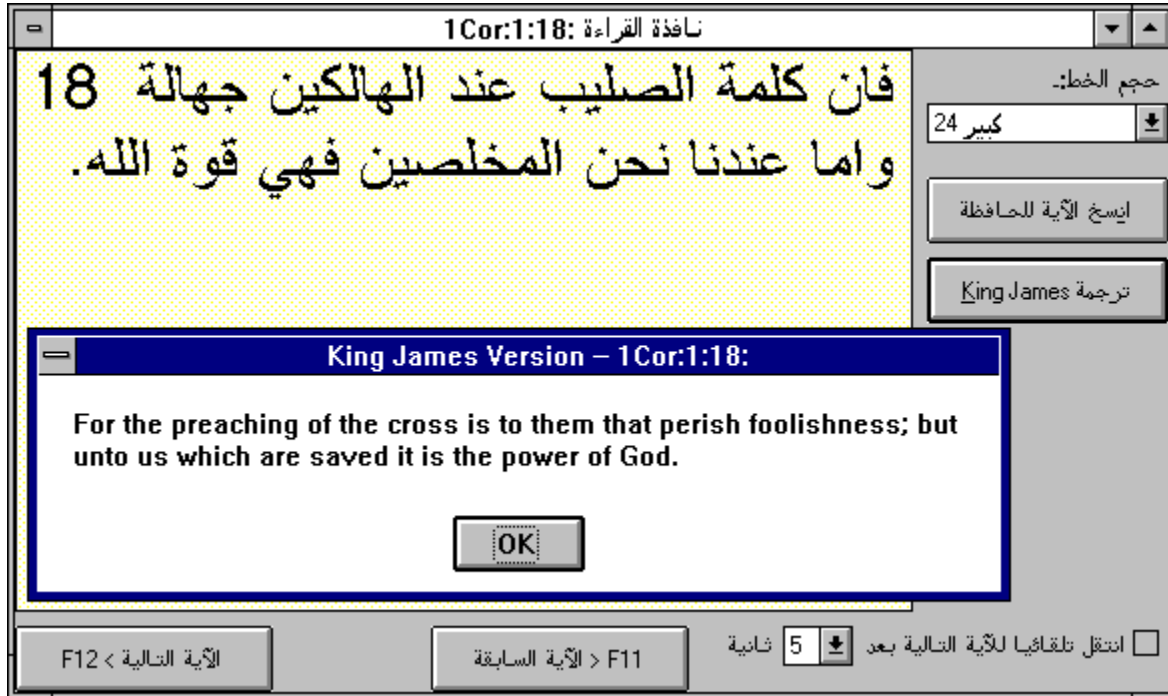 نافذة القراءة :1Cor:1:18
18 فان كلمة الصليب عند الهالكين جهالة
واما عندنا نحن المخلصين فهي قوة الله.
حجم الخط:
كبير 24
انسخ الآية للحافظة
ترجمة King James
King James Version – 1Cor:1:18:
For the preaching of the cross is to them that perish foolishness; but
unto us which are saved it is the power of God.
OK
انتقل تلقائيا للآية التالية بعد 5 ثانية
الآية السابقة > F11
الآية التالية > F12